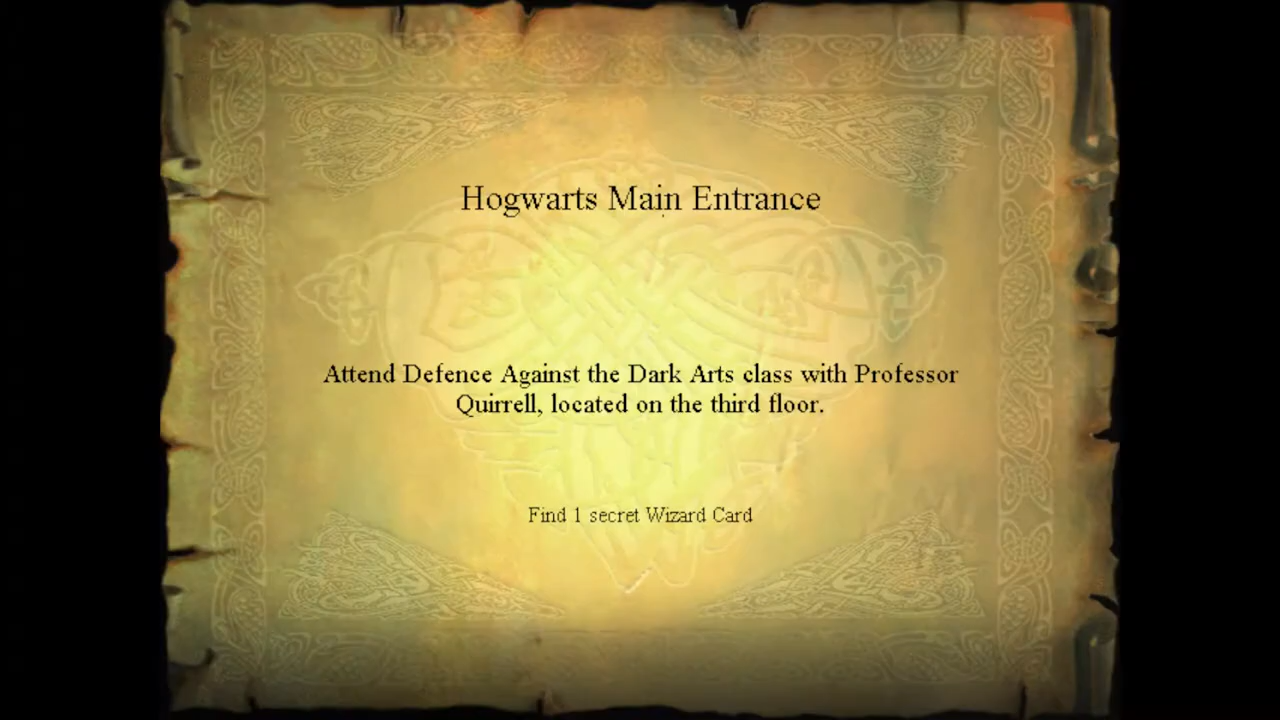 Hogwarts Main Entrance
Attend Defence Against the Dark Arts class with Professor
Quirrell, located on the third floor.
Find 1 secret Wizard Card